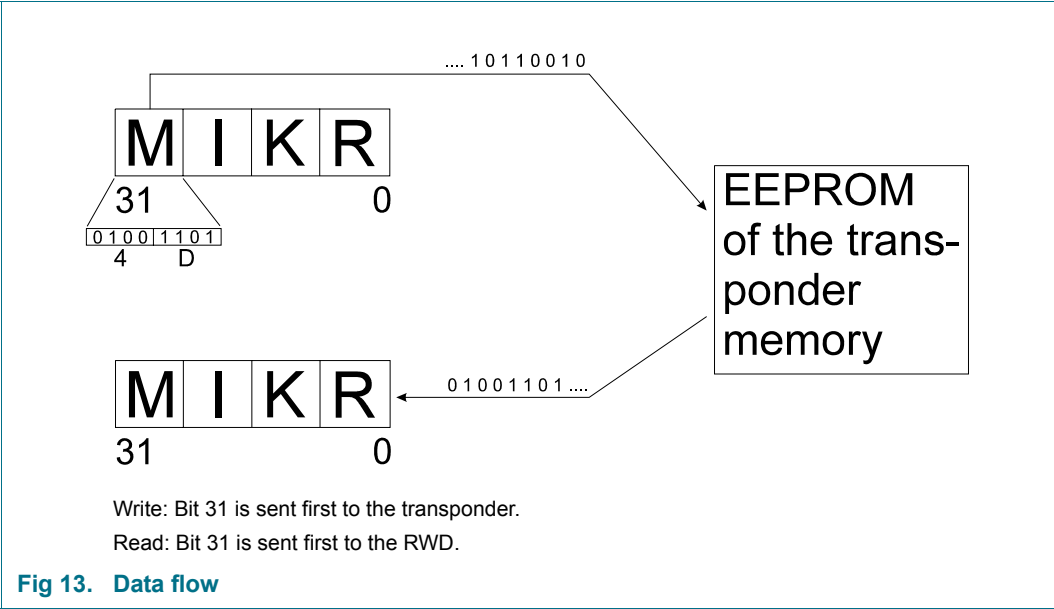 .... 1 0 1 1 0 0 1 0
M I K R
31 0
0 1 0 0 1 1 0 1
4 D
EEPROM
of the trans-
ponder
memory
0 1 0 0 1 1 0 1 ....
M I K R
31 0
Write: Bit 31 is sent first to the transponder.
Read: Bit 31 is sent first to the RWD.
Fig 13. Data flow